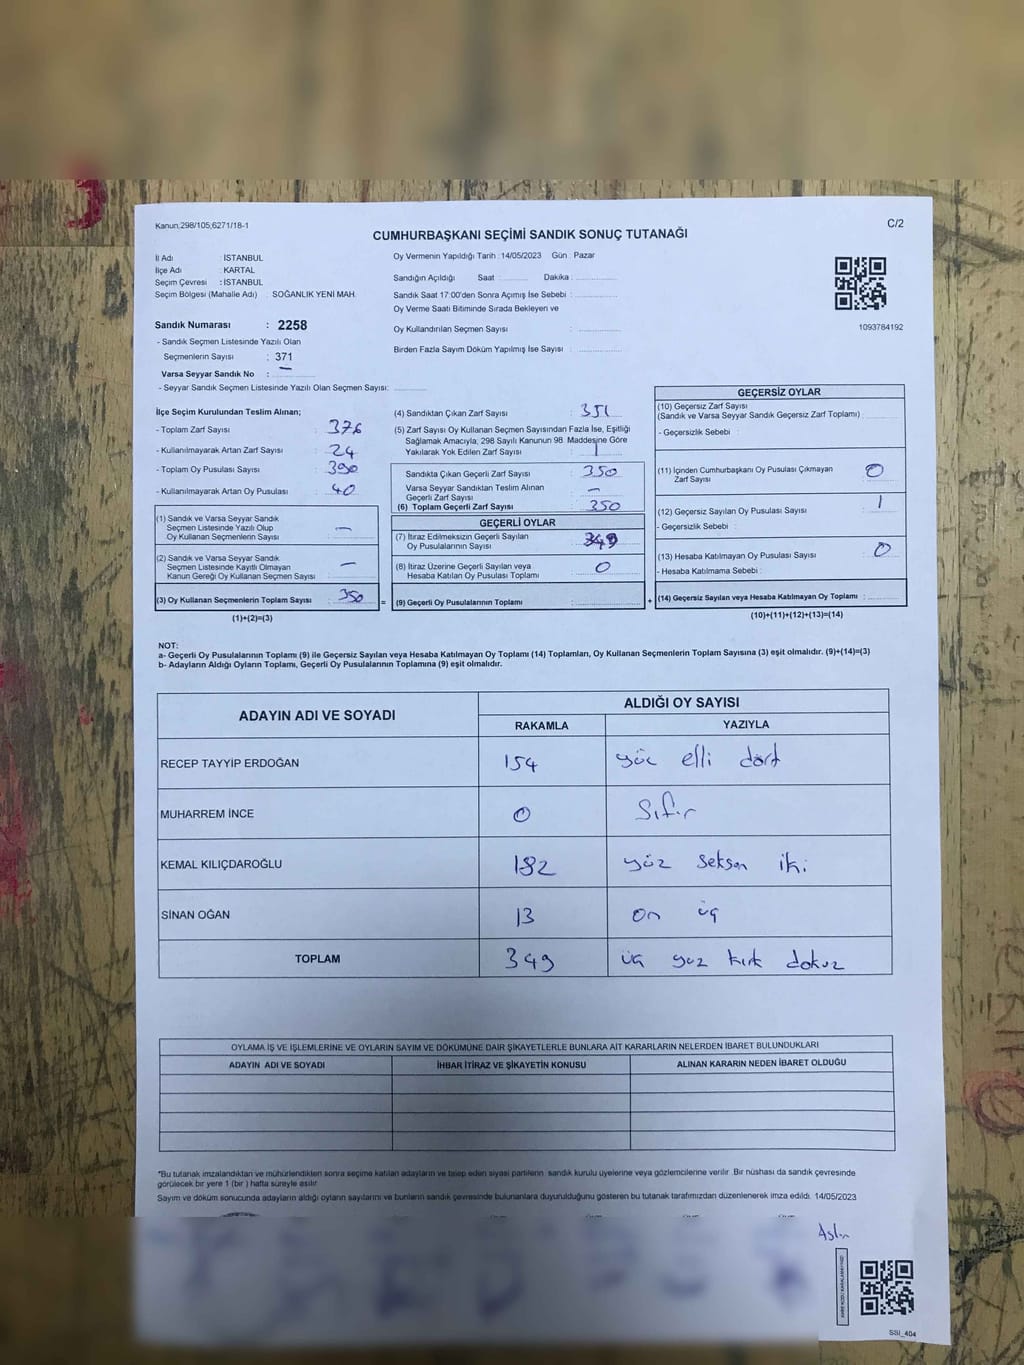 Kanun;298/105;6271/18-1
C/2
CUMHURBAŞKANI SEÇİMİ SANDIK SONUÇ TUTANAĞI
İl Adı : İSTANBUL
İlçe Adı : KARTAL
Seçim Çevresi : İSTANBUL
Seçim Bölgesi (Mahalle Adı) : SOĞANLIK YENİ MAH.
Oy Vermenin Yapıldığı Tarih : 14/05/2023 Gün : Pazar
Sandığın Açıldığı Saat : Dakika :
Sandık Saat 17:00'den Sonra Açımış İse Sebebi :
Oy Verme Saati Bitiminde Sırada Bekleyen ve
Oy Kullandırılan Seçmen Sayısı :
Birden Fazla Sayım Döküm Yapılmış İse Sayısı :
1093784192
Sandık Numarası : 2258
- Sandık Seçmen Listesinde Yazılı Olan
Seçmenlerin Sayısı : 371
Varsa Seyyar Sandık No : —
- Seyyar Sandık Seçmen Listesinde Yazılı Olan Seçmen Sayısı:
İlçe Seçim Kurulundan Teslim Alınan;
- Toplam Zarf Sayısı : 376
- Kullanılmayarak Artan Zarf Sayısı : 24
- Toplam Oy Pusulası Sayısı : 390
- Kullanılmayarak Artan Oy Pusulası : 40
(1) Sandık ve Varsa Seyyar Sandık
Seçmen Listesinde Yazılı Olup
Oy Kullanan Seçmenlerin Sayısı : —
(2) Sandık ve Varsa Seyyar Sandık
Seçmen Listesinde Kayıtlı Olmayan
Kanun Gereği Oy Kullanan Seçmen Sayısı : —
(3) Oy Kullanan Seçmenlerin Toplam Sayısı : 350
(1)+(2)=(3)
(4) Sandıktan Çıkan Zarf Sayısı : 351
(5) Zarf Sayısı Oy Kullanan Seçmen Sayısından Fazla İse, Eşitliği
Sağlamak Amacıyla, 298 Sayılı Kanunun 98. Maddesine Göre
Yakılarak Yok Edilen Zarf Sayısı : 1
Sandıkta Çıkan Geçerli Zarf Sayısı : 350
Varsa Seyyar Sandıktan Teslim Alınan
Geçerli Zarf Sayısı : —
(6) Toplam Geçerli Zarf Sayısı : 350
GEÇERLİ OYLAR
(7) İtiraz Edilmeksizin Geçerli Sayılan
Oy Pusulalarının Sayısı : 349
(8) İtiraz Üzerine Geçerli Sayılan veya
Hesaba Katılan Oy Pusulası Toplamı : 0
= (9) Geçerli Oy Pusulalarının Toplamı :
GEÇERSİZ OYLAR
(10) Geçersiz Zarf Sayısı
(Sandık ve Varsa Seyyar Sandık Geçersiz Zarf Toplamı) :
- Geçersizlik Sebebi :
(11) İçinden Cumhurbaşkanı Oy Pusulası Çıkmayan
Zarf Sayısı : 0
(12) Geçersiz Sayılan Oy Pusulası Sayısı : 1
- Geçersizlik Sebebi :
(13) Hesaba Katılmayan Oy Pusulası Sayısı : 0
- Hesaba Katılmama Sebebi :
+ (14) Geçersiz Sayılan veya Hesaba Katılmayan Oy Toplamı :
(10)+(11)+(12)+(13)=(14)
NOT:
a- Geçerli Oy Pusulalarının Toplamı (9) ile Geçersiz Sayılan veya Hesaba Katılmayan Oy Toplamı (14) Toplamları, Oy Kullanan Seçmenlerin Toplam Sayısına (3) eşit olmalıdır. (9)+(14)=(3)
b- Adayların Aldığı Oyların Toplamı, Geçerli Oy Pusulalarının Toplamına (9) eşit olmalıdır.
ADAYIN ADI VE SOYADI
ALDIĞI OY SAYISI
RAKAMLA YAZIYLA
RECEP TAYYİP ERDOĞAN 154 yüz elli dört
MUHARREM İNCE 0 Sıfır
KEMAL KILIÇDAROĞLU 182 yüz seksen iki
SİNAN OĞAN 13 on üç
TOPLAM 349 üç yüz kırk dokuz
OYLAMA İŞ VE İŞLEMLERİNE VE OYLARIN SAYIM VE DÖKÜMÜNE DAİR ŞİKAYETLERLE BUNLARA AİT KARARLARIN NELERDEN İBARET BULUNDUKLARI
ADAYIN ADI VE SOYADI İHBAR İTİRAZ VE ŞİKAYETİN KONUSU ALINAN KARARIN NEDEN İBARET OLDUĞU
*Bu tutanak imzalandıktan ve mühürlendikten sonra seçime katılan adayların ve talep eden siyasi partilerin sandık kurulu üyelerine veya gözlemcilerine verilir. Bir nüshası da sandık çevresinde
görülecek bir yere 1 (bir) hafta süreyle asılır.
Sayım ve döküm sonucunda adayların aldığı oyların sayılarını ve bunların sandık çevresinde bulunanlara duyurulduğunu gösteren bu tutanak tarafımızdan düzenlenerek imza edildi. 14/05/2023
SSI_404